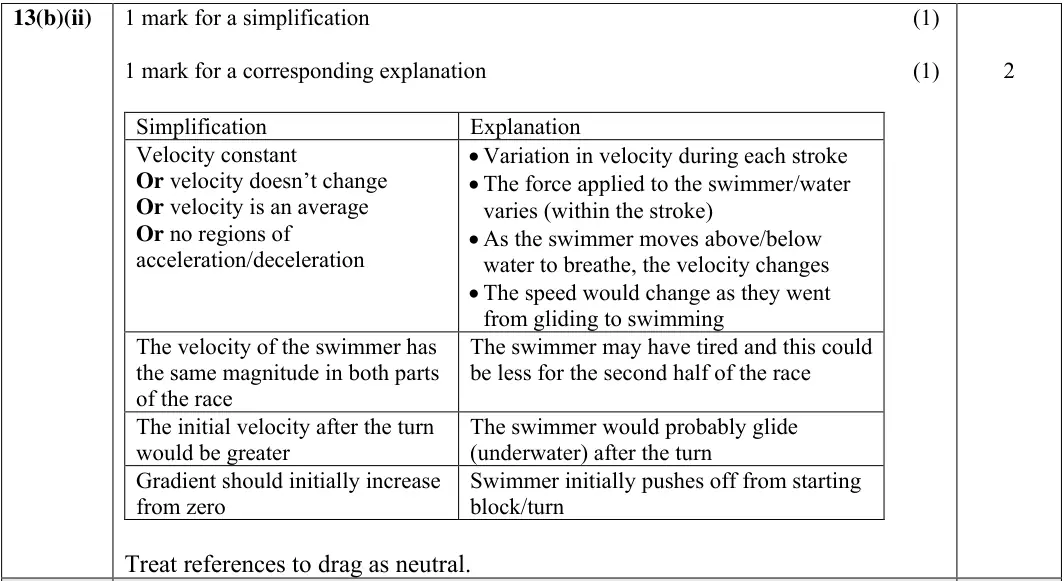 13(b)(ii) 1 mark for a simplification (1)
1 mark for a corresponding explanation (1) 2
Simplification Explanation
Velocity constant
Or velocity doesn’t change
Or velocity is an average
Or no regions of
acceleration/deceleration
• Variation in velocity during each stroke
• The force applied to the swimmer/water
varies (within the stroke)
• As the swimmer moves above/below
water to breathe, the velocity changes
• The speed would change as they went
from gliding to swimming
The velocity of the swimmer has
the same magnitude in both parts
of the race
The swimmer may have tired and this could
be less for the second half of the race
The initial velocity after the turn
would be greater
The swimmer would probably glide
(underwater) after the turn
Gradient should initially increase
from zero
Swimmer initially pushes off from starting
block/turn
Treat references to drag as neutral.